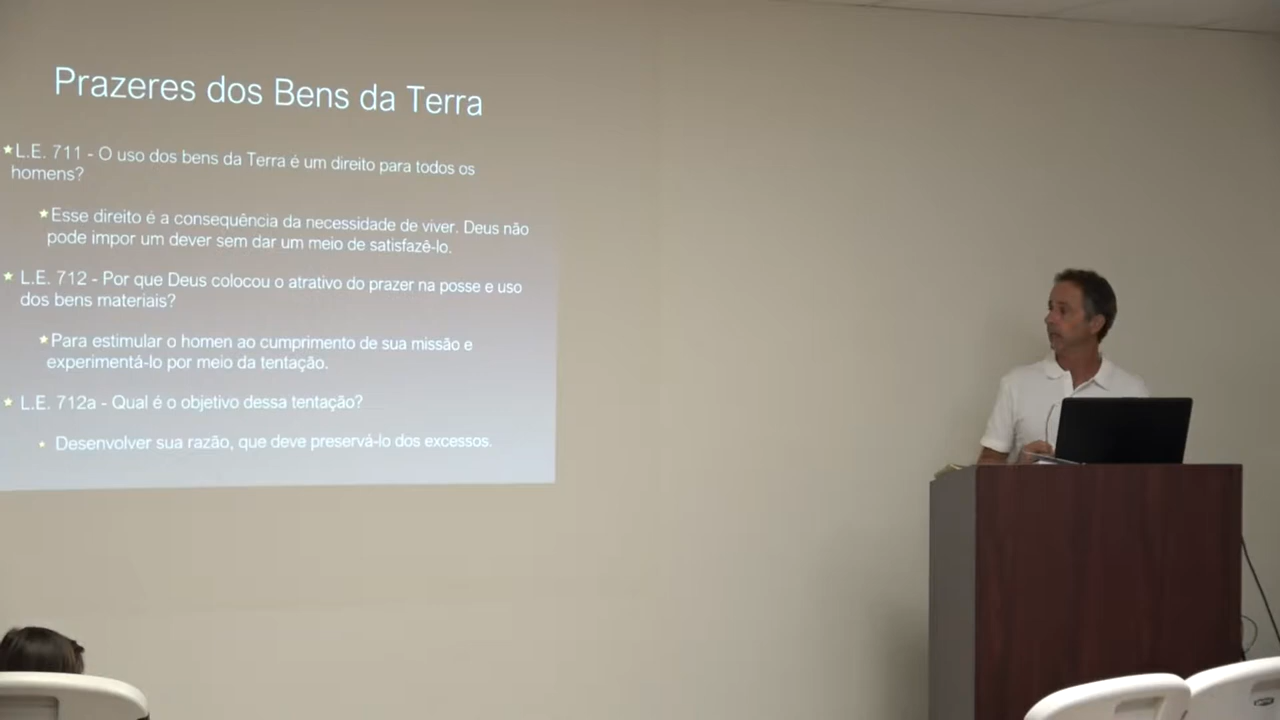 Prazeres dos Bens da Terra
L.E. 711 - O uso dos bens da Terra é um direito para todos os
homens?
Esse direito é a consequência da necessidade de viver. Deus não
pode impor um dever sem dar um meio de satisfazê-lo.
L.E. 712 - Por que Deus colocou o atrativo do prazer na posse e uso
dos bens materiais?
Para estimular o homen ao cumprimento de sua missão e
experimentá-lo por meio da tentação.
L.E. 712a - Qual é o objetivo dessa tentação?
Desenvolver sua razão, que deve preservá-lo dos excessos.